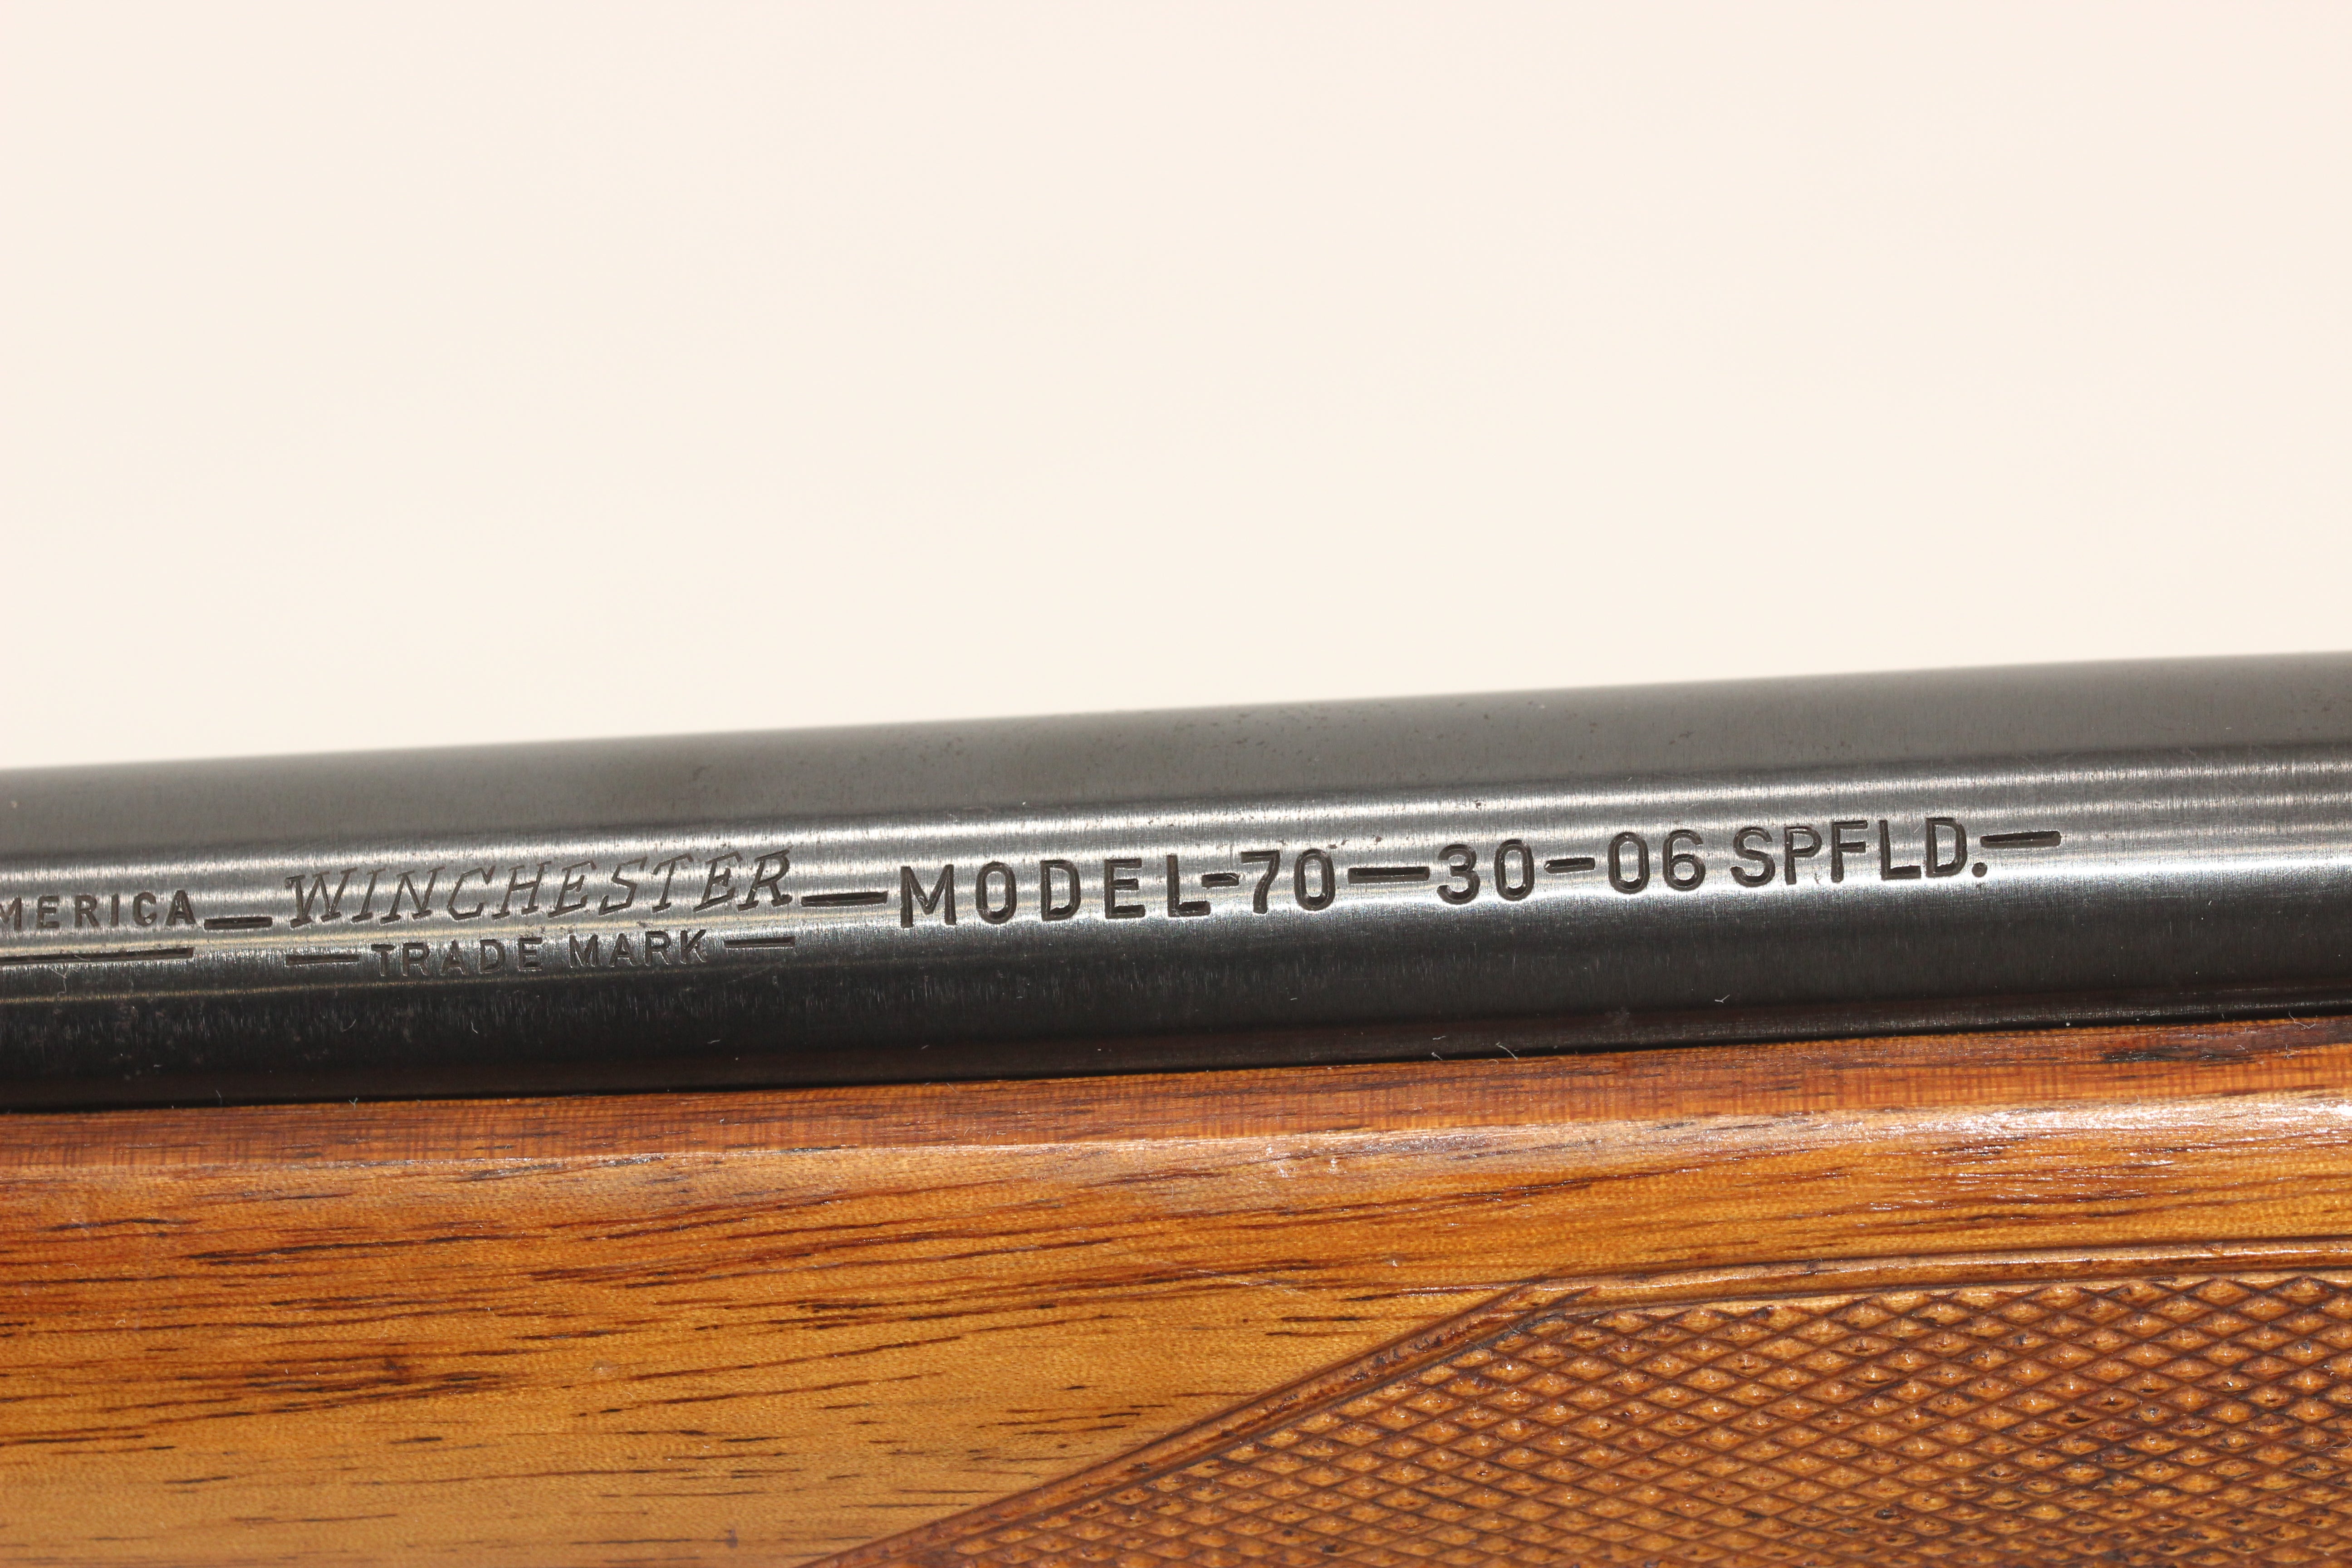 MERICA — WINCHESTER — MODEL-70 — 30-06 SPFLD. —
— TRADE MARK —